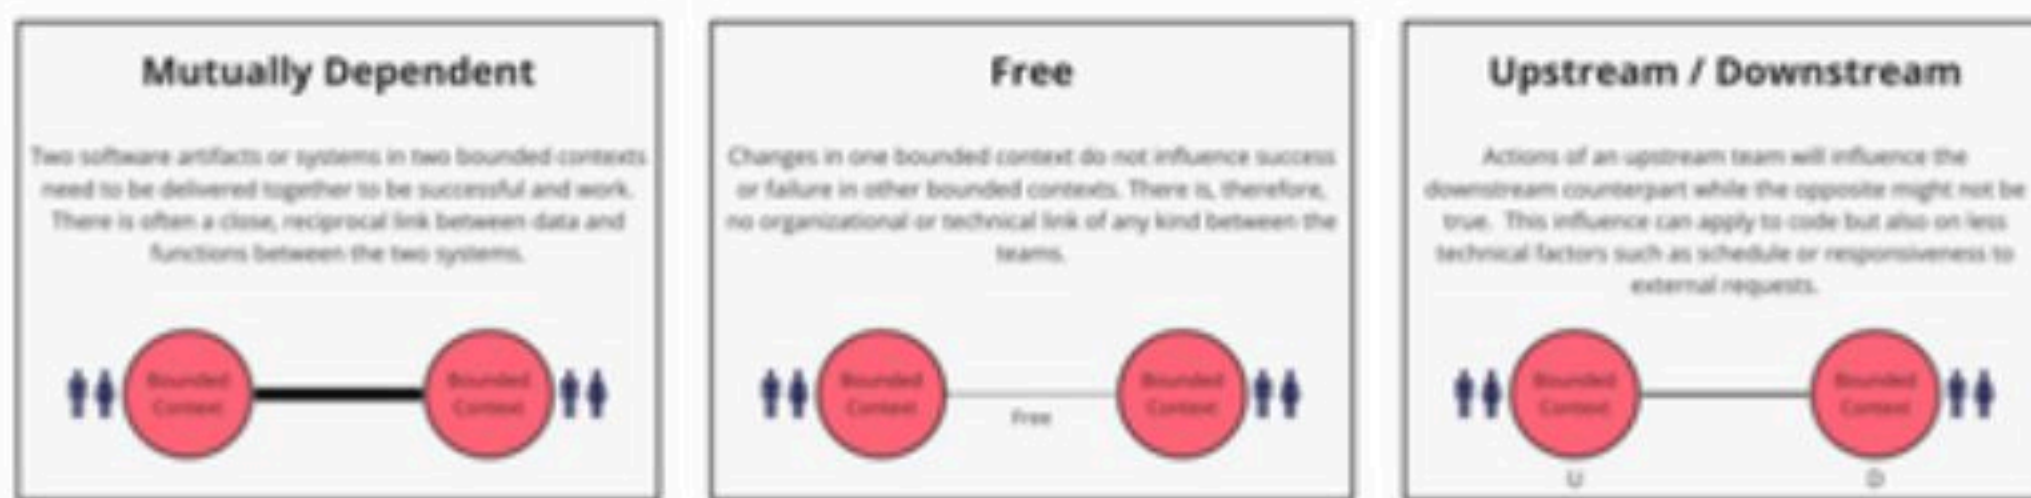 Mutually Dependent
Two software artifacts or systems in two bounded contexts
need to be delivered together to be successful and work.
There is often a close, reciprocal link between data and
functions between the two systems.
Bounded
Context
Bounded
Context
Free
Changes in one bounded context do not influence success
or failure in other bounded contexts. There is, therefore,
no organizational or technical link of any kind between the
teams.
Bounded
Context
Free
Bounded
Context
Upstream / Downstream
Actions of an upstream team will influence the
downstream counterpart while the opposite might not be
true. This influence can apply to code but also on less
technical factors such as schedule or responsiveness to
external requests.
Bounded
Context
Bounded
Context
U
D